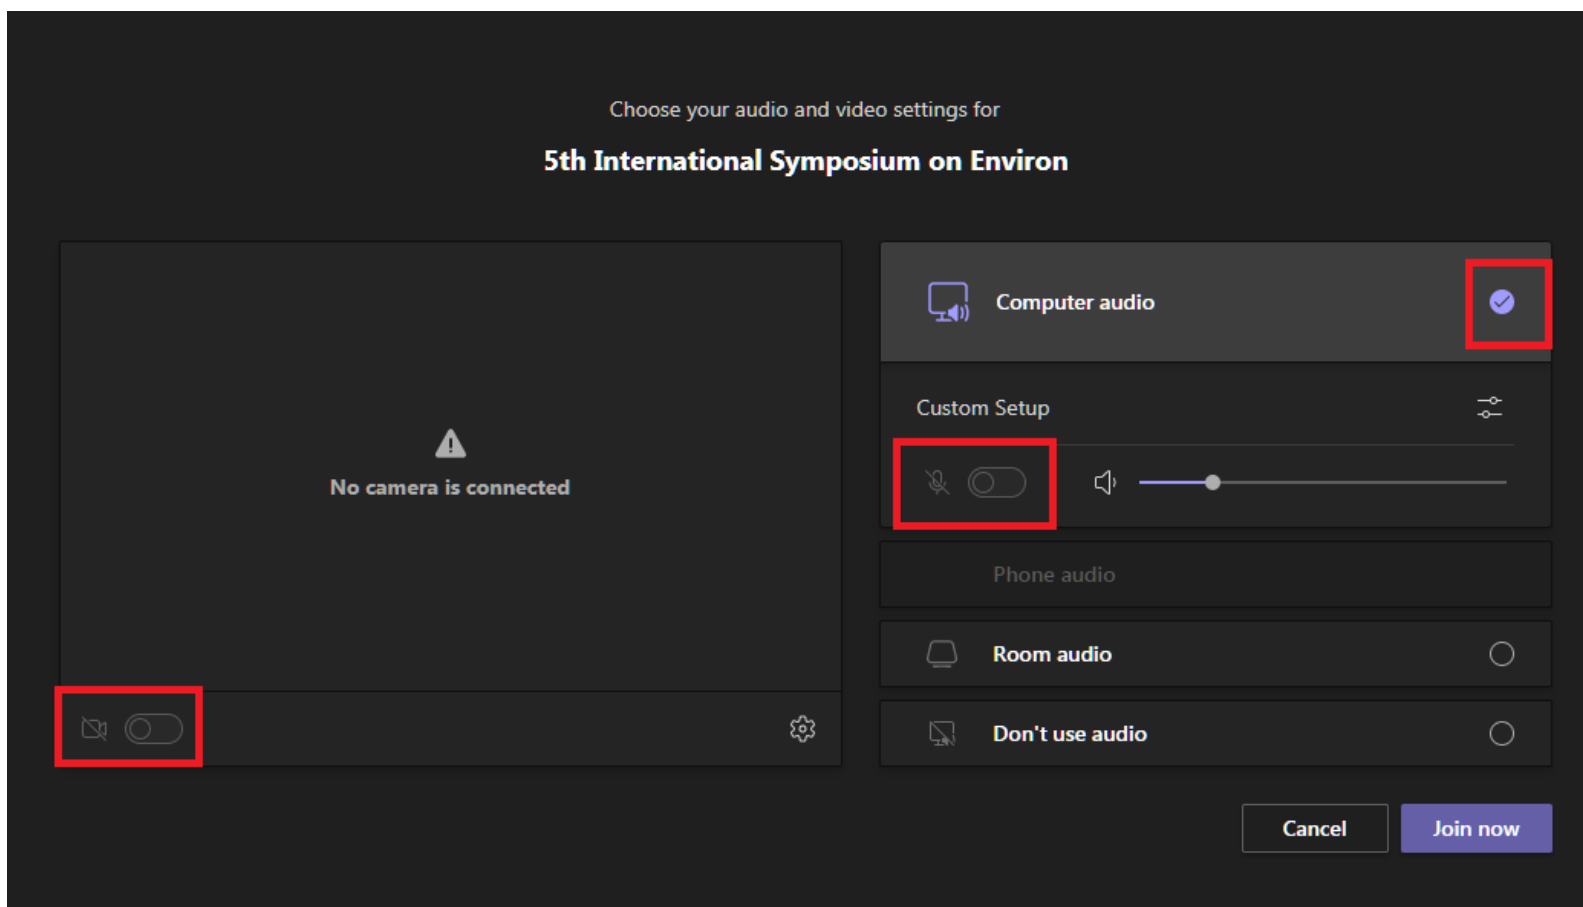 Choose your audio and video settings for
5th International Symposium on Environ
No camera is connected
Computer audio
Custom Setup
Phone audio
Room audio
Don't use audio
Cancel
Join now